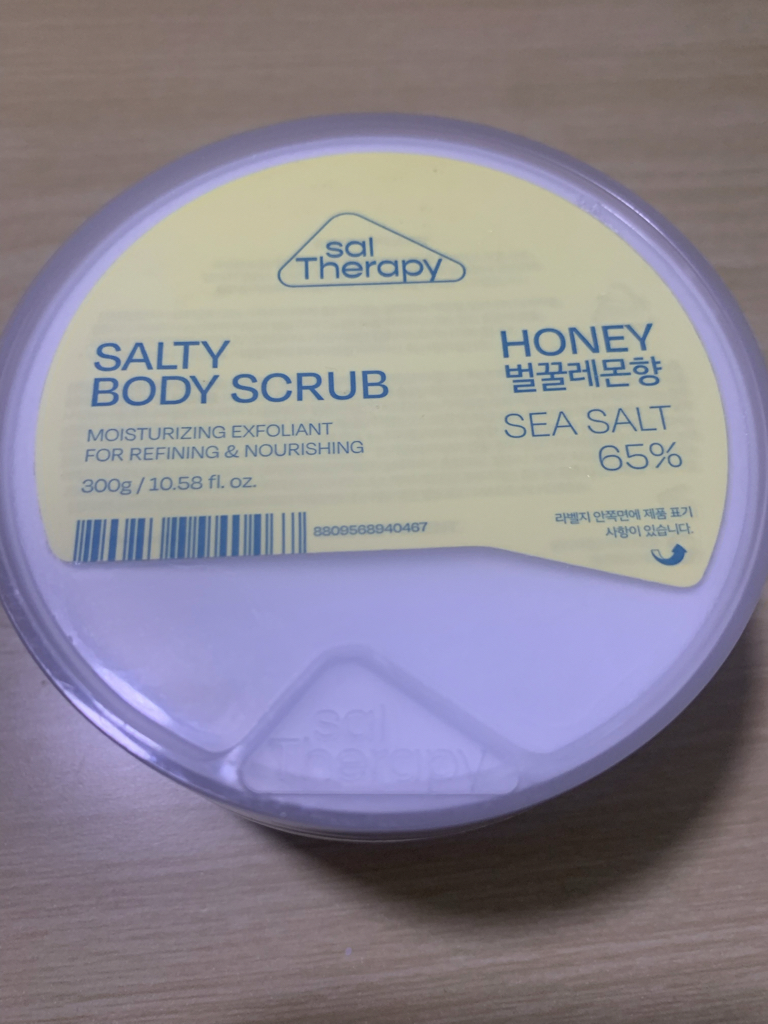 sal
Therapy
SALTY
BODY SCRUB
MOISTURIZING EXFOLIANT
FOR REFINING & NOURISHING
300g / 10.58 fl. oz.
8809568940467
HONEY
벌꿀레몬향
SEA SALT
65%
라벨지 안쪽면에 제품 표기
사항이 있습니다.
sal
Therapy